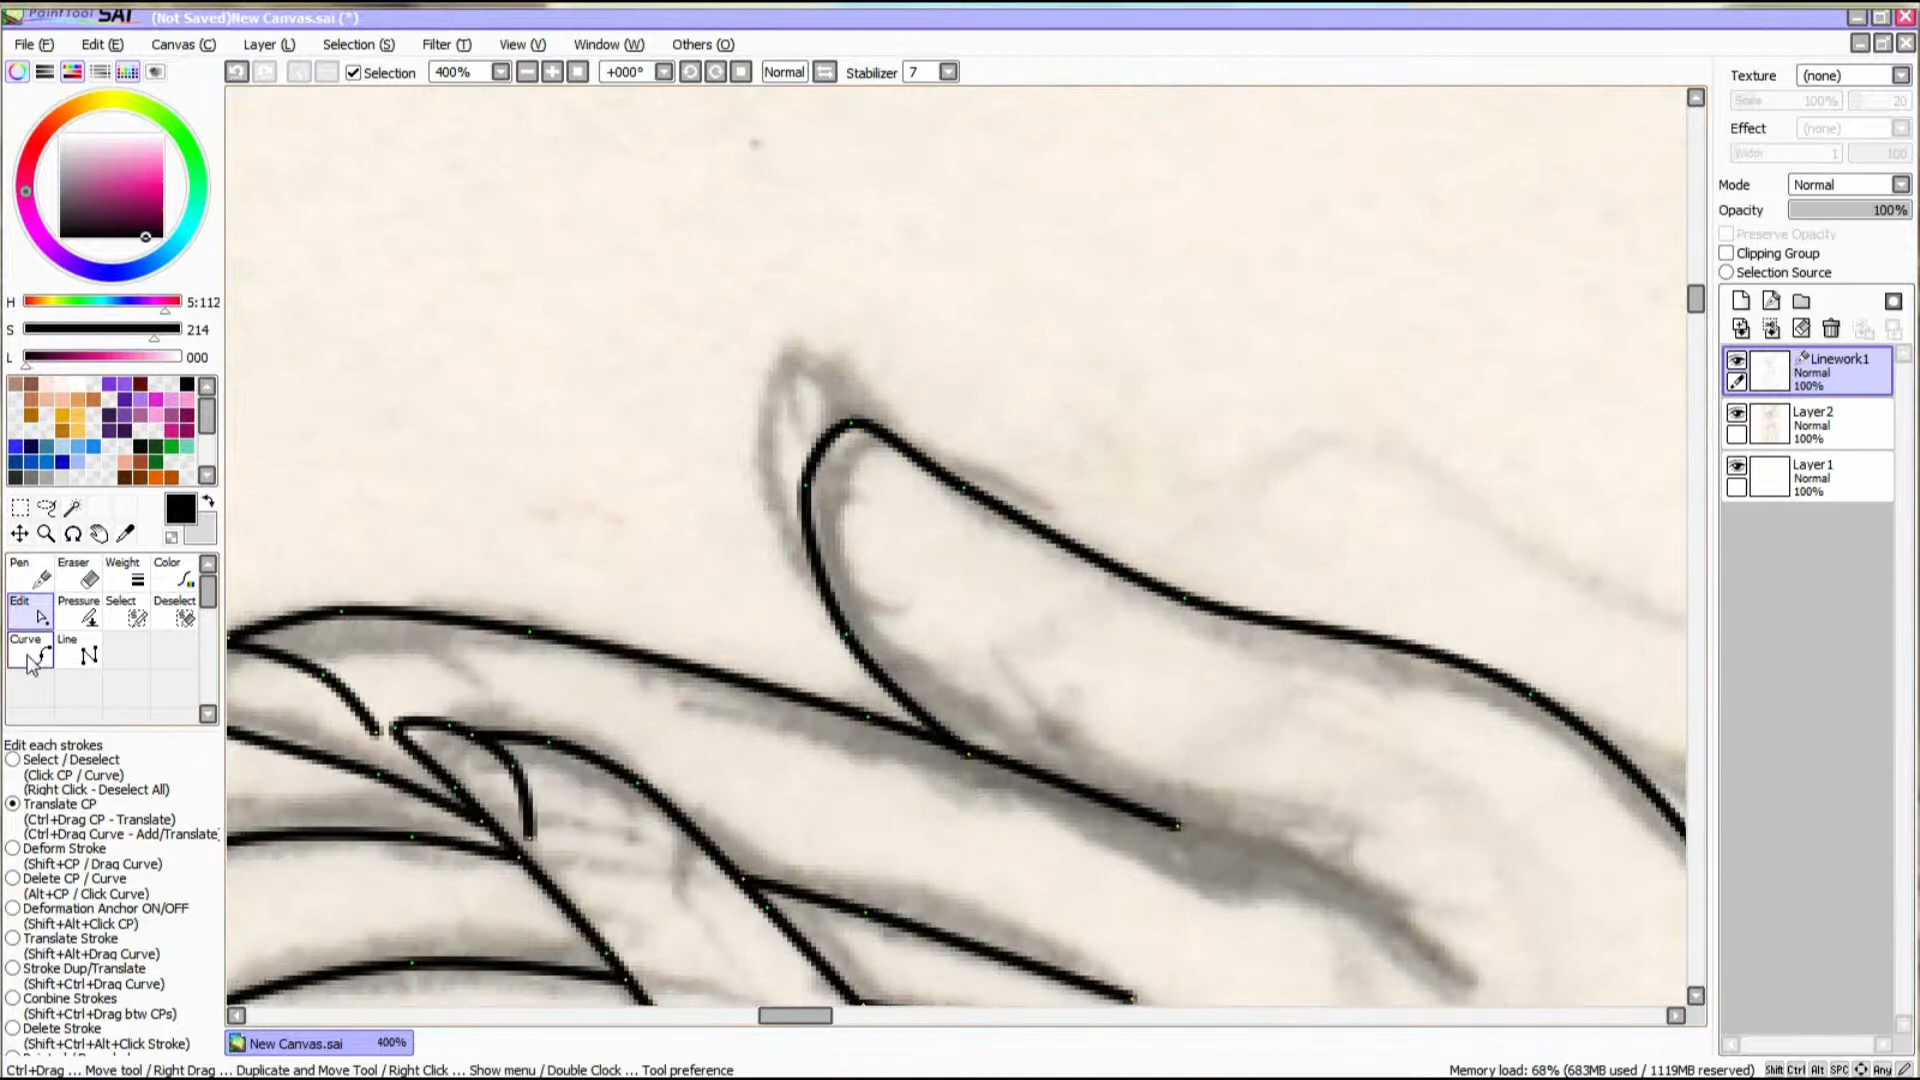 PaintTool SAI (Not Saved)New Canvas.sai (*)
File (F) Edit (E) Canvas (C) Layer (L) Selection (S) Filter (T) View (V) Window (W) Others (O)
Selection 400% +000° Normal Stabilizer 7
Texture (none)
Scale 100% 20
Effect (none)
Width 1 100
Mode Normal
Opacity 100%
Preserve Opacity
Clipping Group
Selection Source
H 5:112
S 214
L 000
Linework1
Normal
100%
Layer2
Normal
100%
Layer1
Normal
100%
Pen Eraser Weight Color
Edit Pressure Select Deselect
Curve Line
Edit each strokes
Select / Deselect
(Click CP / Curve)
(Right Click - Deselect All)
Translate CP
(Ctrl+Drag CP - Translate)
(Ctrl+Drag Curve - Add/Translate
Deform Stroke
(Shift+CP / Drag Curve)
Delete CP / Curve
(Alt+CP / Click Curve)
Deformation Anchor ON/OFF
(Shift+Alt+Click CP)
Translate Stroke
(Shift+Alt+Drag Curve)
Stroke Dup/Translate
(Shift+Ctrl+Drag Curve)
Conbine Strokes
(Shift+Ctrl+Drag btw CPs)
Delete Stroke
(Shift+Ctrl+Alt+Click Stroke)
New Canvas.sai 400%
Ctrl+Drag ... Move tool / Right Drag ... Duplicate and Move Tool / Right Click ... Show menu / Double Clock ... Tool preference
Memory load: 68% (683MB used / 1119MB reserved) Shift Ctrl Alt SPC Any